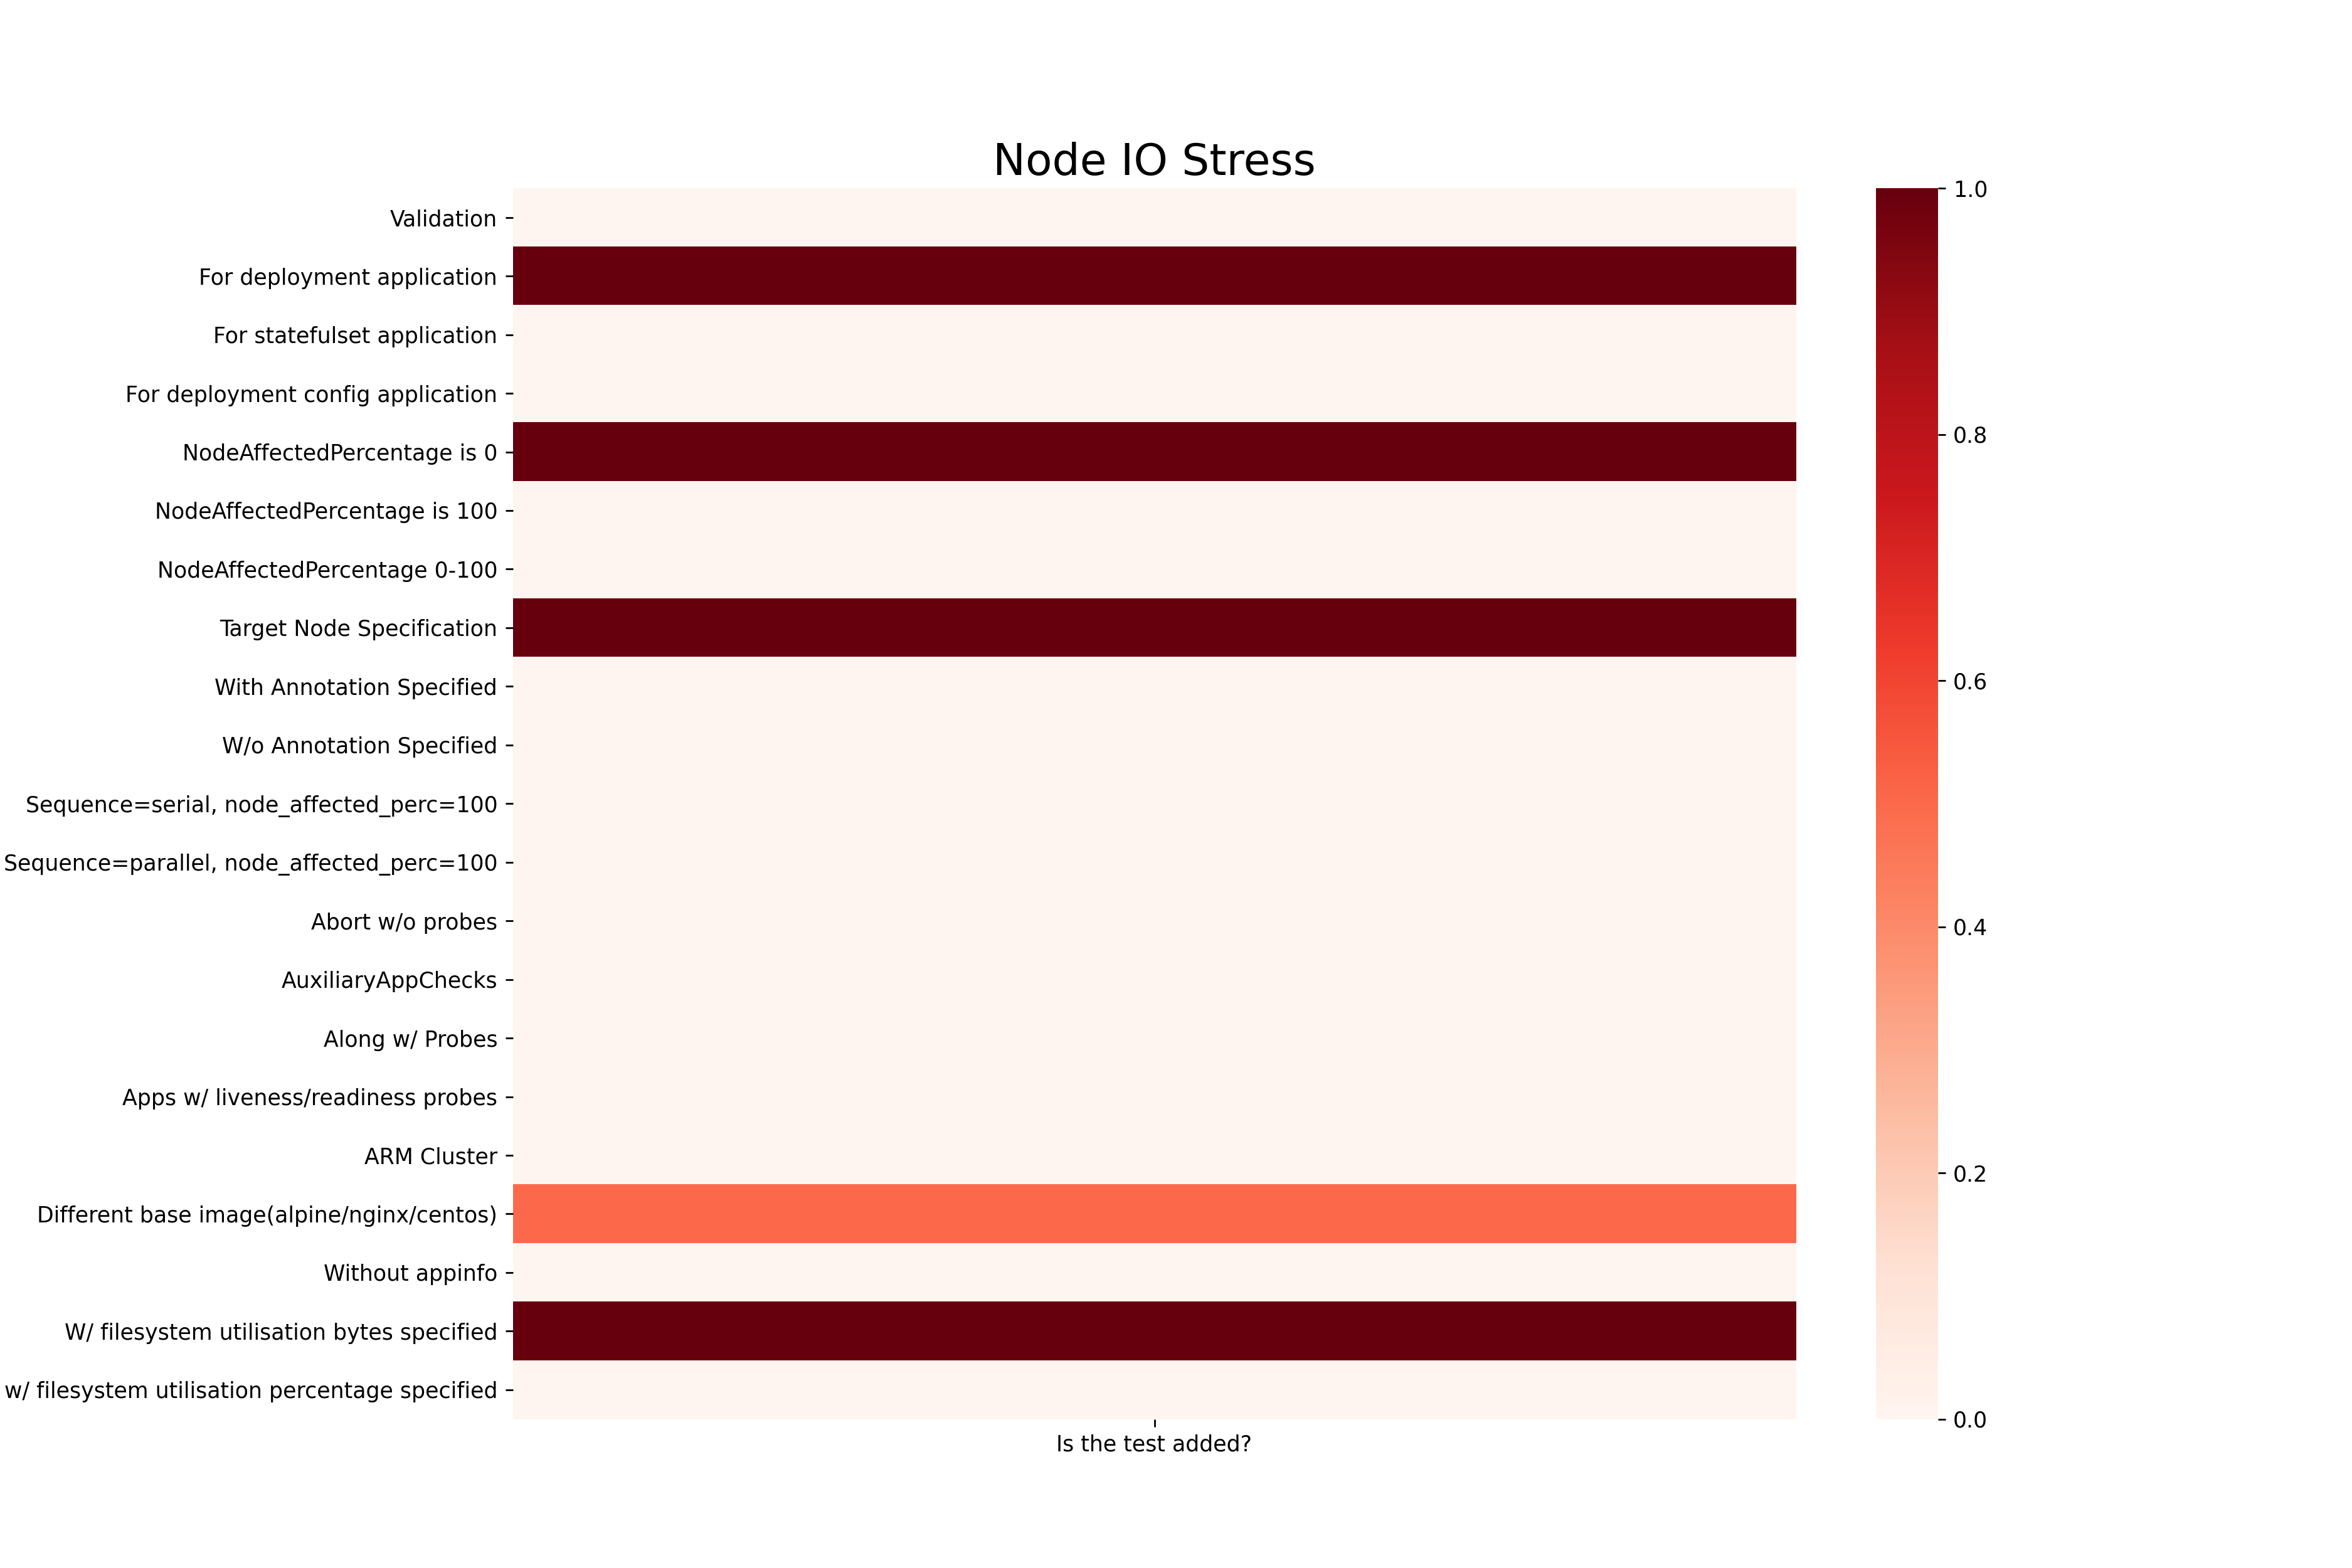 Node IO Stress
Validation
For deployment application
For statefulset application
For deployment config application
NodeAffectedPercentage is 0
NodeAffectedPercentage is 100
NodeAffectedPercentage 0-100
Target Node Specification
With Annotation Specified
W/o Annotation Specified
Sequence=serial, node_affected_perc=100
Sequence=parallel, node_affected_perc=100
Abort w/o probes
AuxiliaryAppChecks
Along w/ Probes
Apps w/ liveness/readiness probes
ARM Cluster
Different base image(alpine/nginx/centos)
Without appinfo
W/ filesystem utilisation bytes specified
w/ filesystem utilisation percentage specified
Is the test added?
1.0
0.8
0.6
0.4
0.2
0.0